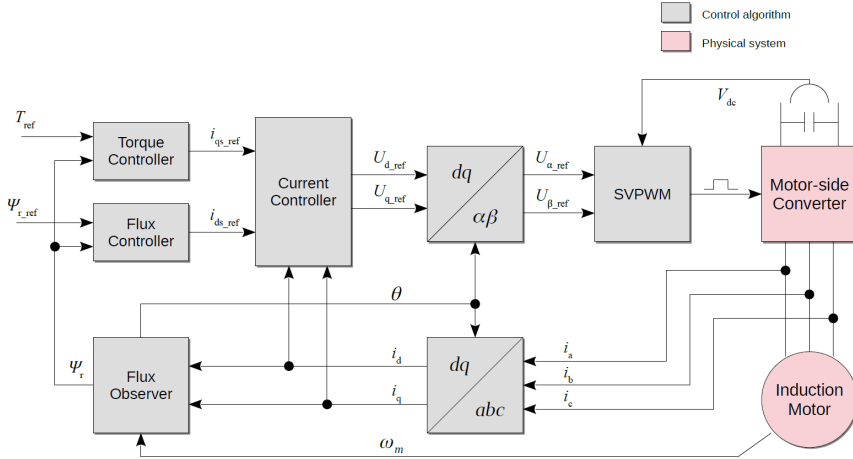 Control algorithm
Physical system
V_dc
T_ref
Torque
Controller
i_qs_ref
Ψ_r_ref
Flux
Controller
i_ds_ref
Current
Controller
U_d_ref
U_q_ref
dq
αβ
U_α_ref
U_β_ref
SVPWM
Motor-side
Converter
θ
Ψ_r
Flux
Observer
i_d
i_q
dq
abc
i_a
i_b
i_c
Induction
Motor
ω_m